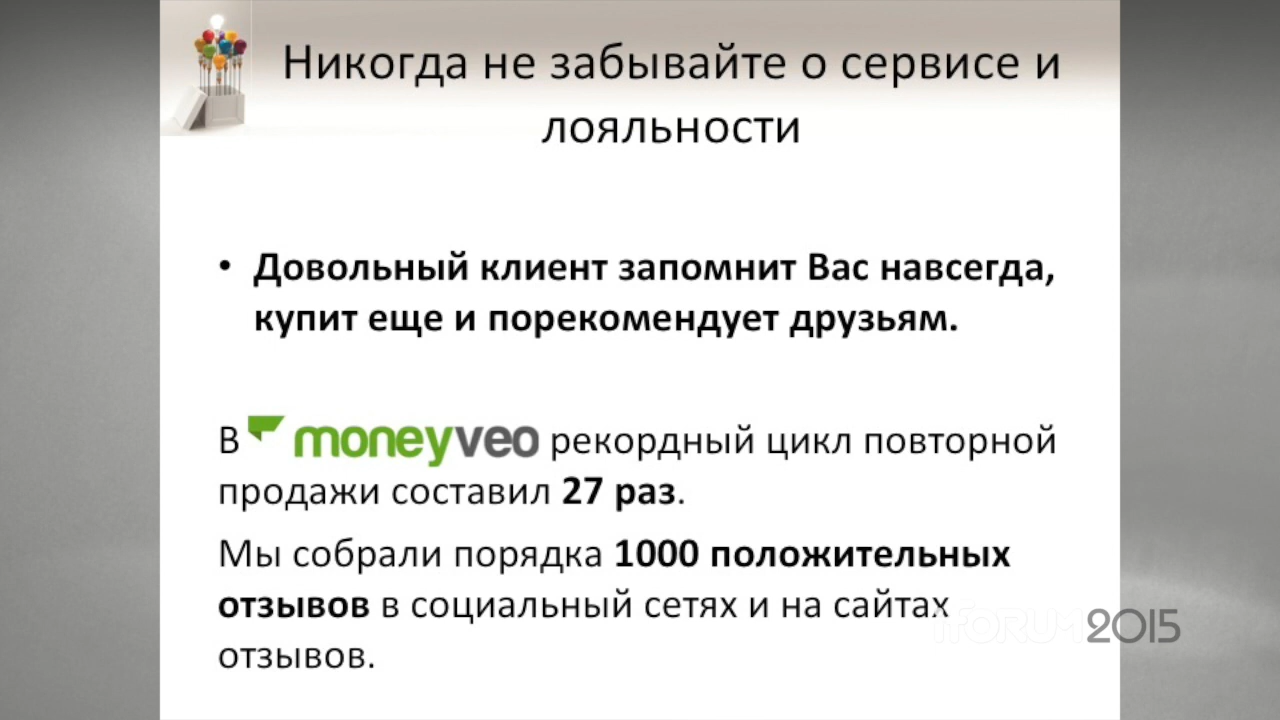 Никогда не забывайте о сервисе и
лояльности
• Довольный клиент запомнит Вас навсегда,
купит еще и порекомендует друзьям.
В moneyveo рекордный цикл повторной
продажи составил 27 раз.
Мы собрали порядка 1000 положительных
отзывов в социальный сетях и на сайтах
отзывов.
iFORUM2015